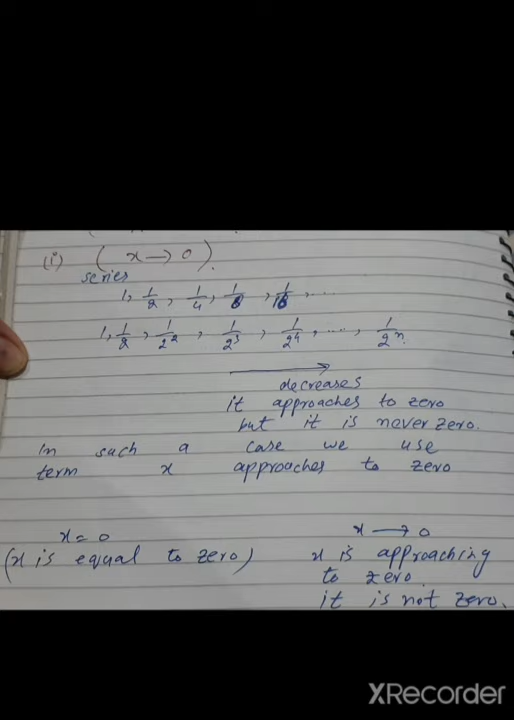 (i) (x → 0).
series
1, 1/2, 1/4, 1/8, 1/16, ....
1, 1/2, 1/2², 1/2³, 1/2⁴, ...., 1/2ⁿ.
→
decreases
it approaches to zero
but it is never zero.
In such a case we use
term x approaches to zero
x = 0
(x is equal to zero)
x → 0
x is approaching
to zero.
it is not zero.
XRecorder